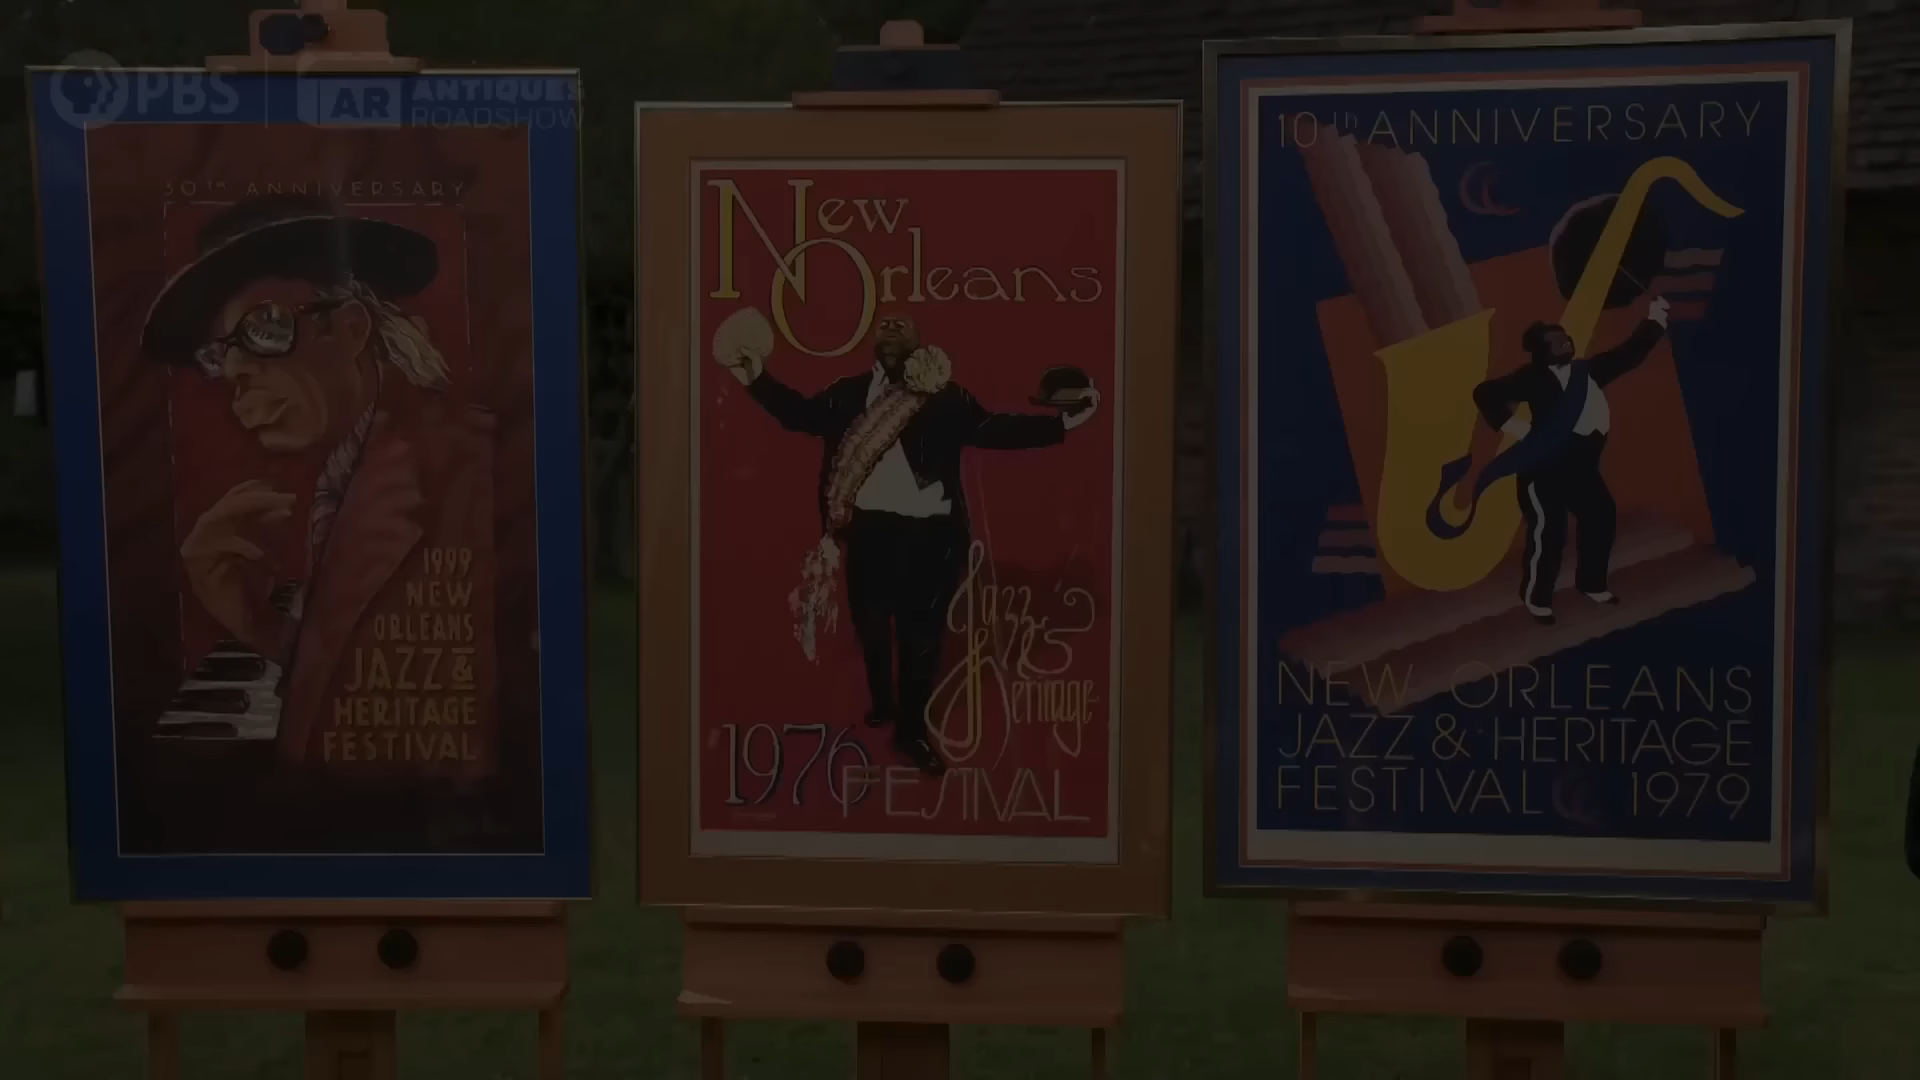 PBS
AR
ANTIQUES
ROADSHOW
30TH ANNIVERSARY
1999
NEW
ORLEANS
JAZZ &
HERITAGE
FESTIVAL
New
Orleans
Jazz &
Heritage
1976
FESTIVAL
10TH ANNIVERSARY
NEW ORLEANS
JAZZ & HERITAGE
FESTIVAL 1979